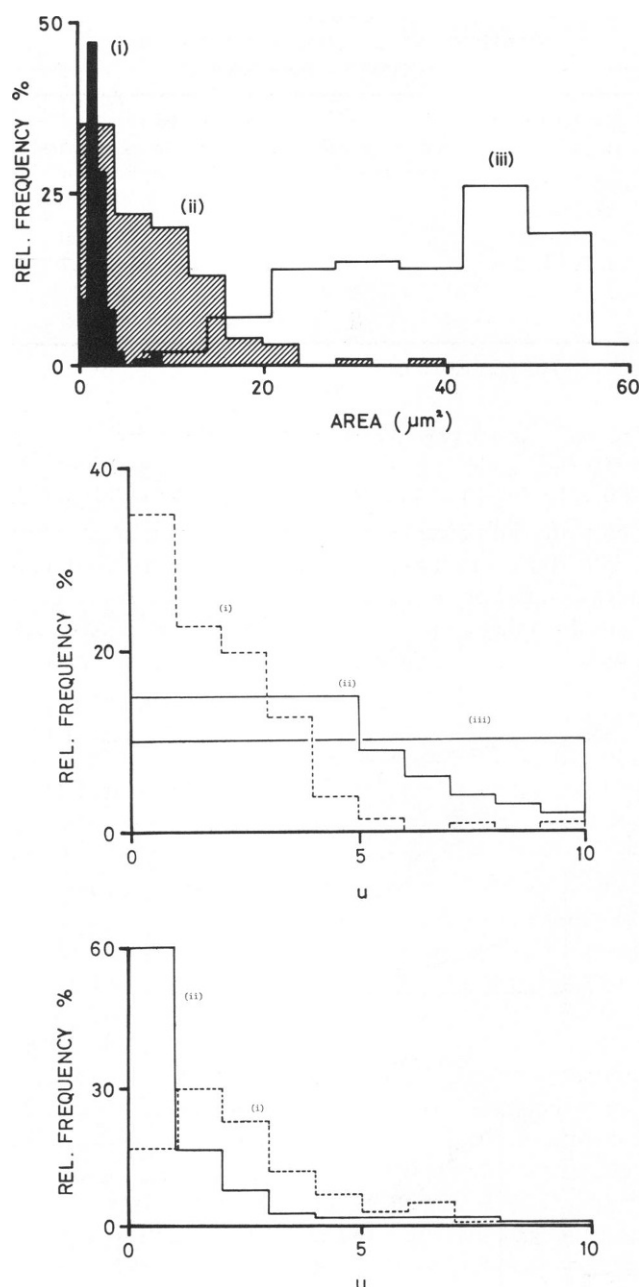 50
25
0
REL. FREQUENCY %
(i)
(ii)
(iii)
0 20 40 60
AREA (µm²)
40
20
0
REL. FREQUENCY %
(i)
(ii)
(iii)
0 5 10
u
60
30
0
REL. FREQUENCY %
(ii)
(i)
0 5 10
u